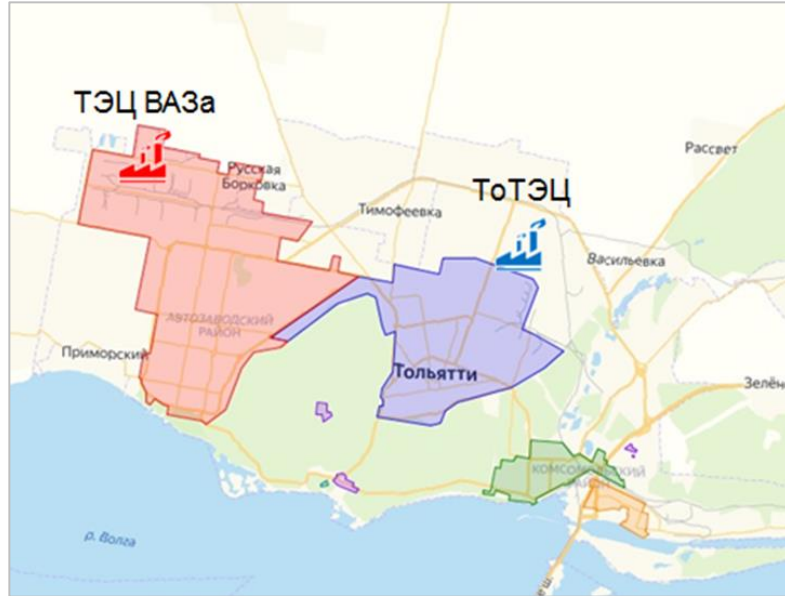 ТЭЦ ВАЗа
Рассвет
Русская
Борковка
ТоТЭЦ
Тимофеевка
Васильевка
АВТОЗАВОДСКИЙ
РАЙОН
Приморский
Тольятти
Зелён
КОМСОМОЛЬСКИЙ
РАЙОН
р. Волга
е ш.